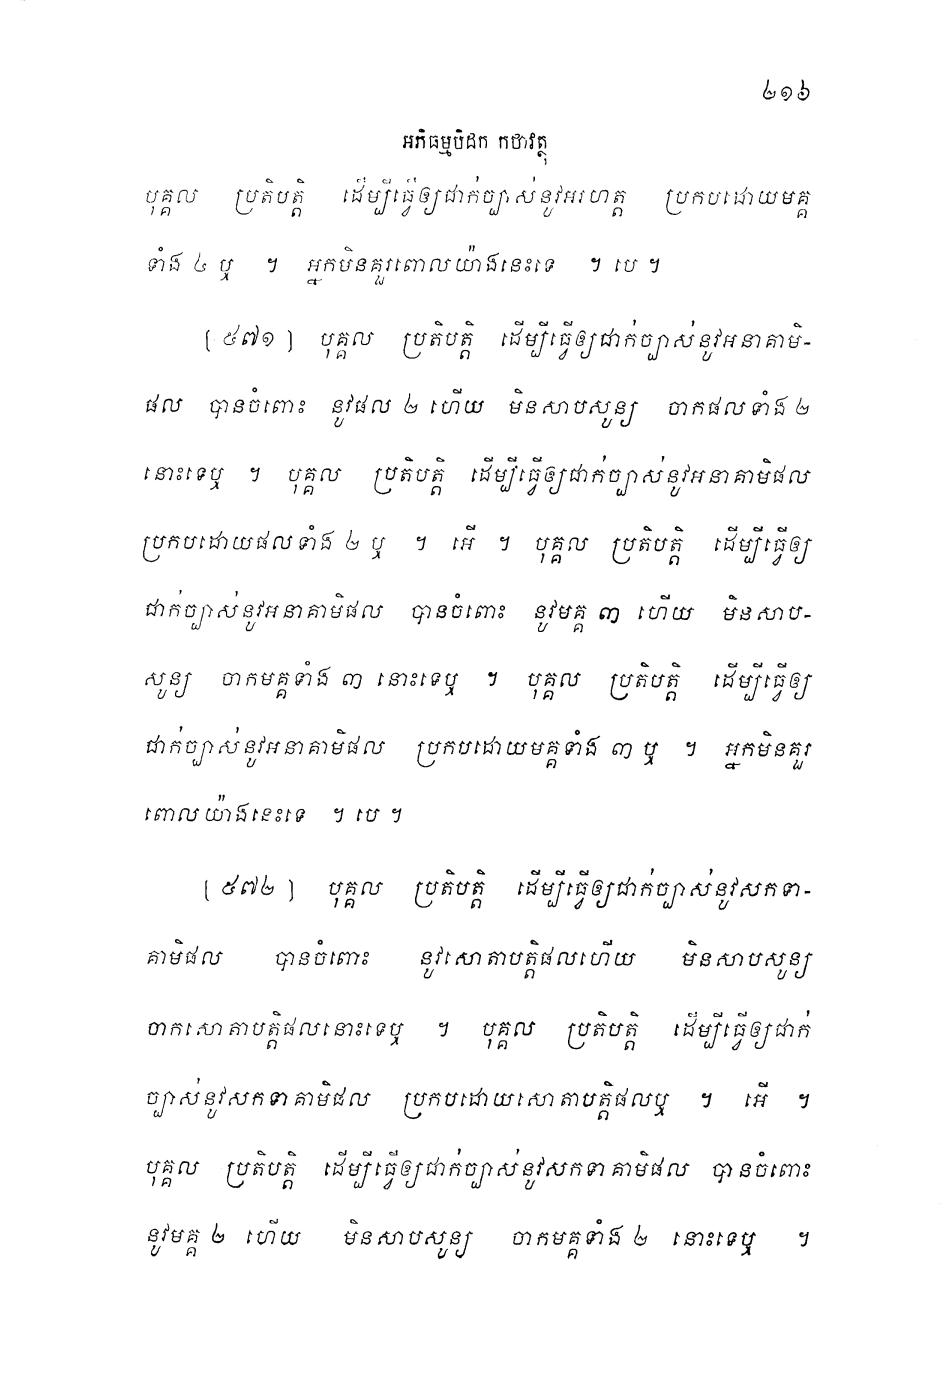 ២១៦
អភិធម្មបិដក កថាវត្ថុ
បុគ្គល ប្រតិបត្តិ ដើម្បីធ្វើឲ្យជាក់ច្បាស់នូវអរហត្ត ប្រកបដោយមគ្គ
ទាំង ៤ ឬ ។ អ្នកមិនគួរពោលយ៉ាងនេះទេ ។ បេ ។
[ ៥៧១ ] បុគ្គល ប្រតិបត្តិ ដើម្បីធ្វើឲ្យជាក់ច្បាស់នូវអនាគាមិ-
ផល បានចំពោះ នូវផល ២ ហើយ មិនសាបសូន្យ ចាកផលទាំង ២
នោះទេឬ ។ បុគ្គល ប្រតិបត្តិ ដើម្បីធ្វើឲ្យជាក់ច្បាស់នូវអនាគាមិផល
ប្រកបដោយផលទាំង ២ ឬ ។ អើ ។ បុគ្គល ប្រតិបត្តិ ដើម្បីធ្វើឲ្យ
ជាក់ច្បាស់នូវអនាគាមិផល បានចំពោះ នូវមគ្គ ៣ ហើយ មិនសាប-
សូន្យ ចាកមគ្គទាំង ៣ នោះទេឬ ។ បុគ្គល ប្រតិបត្តិ ដើម្បីធ្វើឲ្យ
ជាក់ច្បាស់នូវអនាគាមិផល ប្រកបដោយមគ្គទាំង ៣ ឬ ។ អ្នកមិនគួរ
ពោលយ៉ាងនេះទេ ។ បេ ។
[ ៥៧២ ] បុគ្គល ប្រតិបត្តិ ដើម្បីធ្វើឲ្យជាក់ច្បាស់នូវសកទា-
គាមិផល បានចំពោះ នូវសោតាបត្តិផលហើយ មិនសាបសូន្យ
ចាកសោតាបត្តិផលនោះទេឬ ។ បុគ្គល ប្រតិបត្តិ ដើម្បីធ្វើឲ្យជាក់
ច្បាស់នូវសកទាគាមិផល ប្រកបដោយសោតាបត្តិផលឬ ។ អើ ។
បុគ្គល ប្រតិបត្តិ ដើម្បីធ្វើឲ្យជាក់ច្បាស់នូវសកទាគាមិផល បានចំពោះ
នូវមគ្គ ២ ហើយ មិនសាបសូន្យ ចាកមគ្គទាំង ២ នោះទេឬ ។